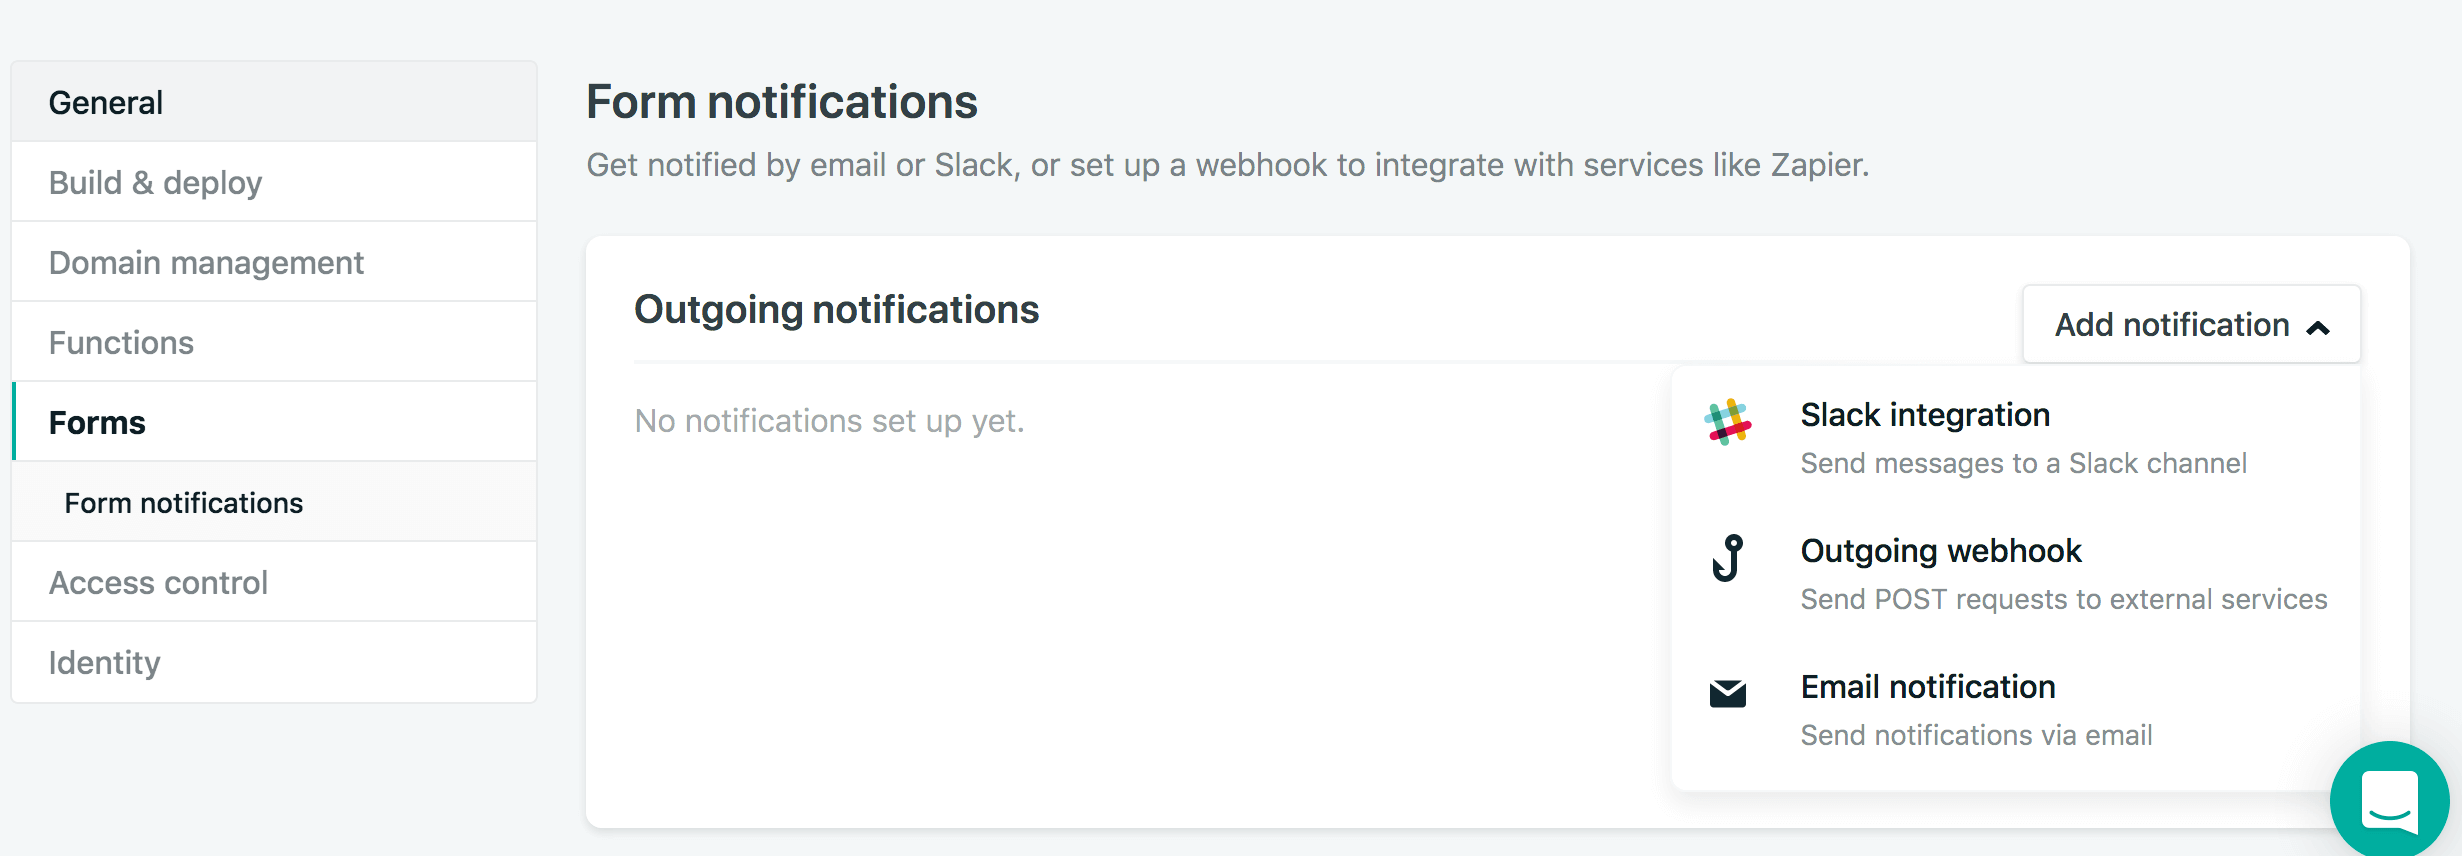 General
Build & deploy
Domain management
Functions
Forms
Form notifications
Access control
Identity
Form notifications
Get notified by email or Slack, or set up a webhook to integrate with services like Zapier.
Outgoing notifications
Add notification
No notifications set up yet.
Slack integration
Send messages to a Slack channel
Outgoing webhook
Send POST requests to external services
Email notification
Send notifications via email